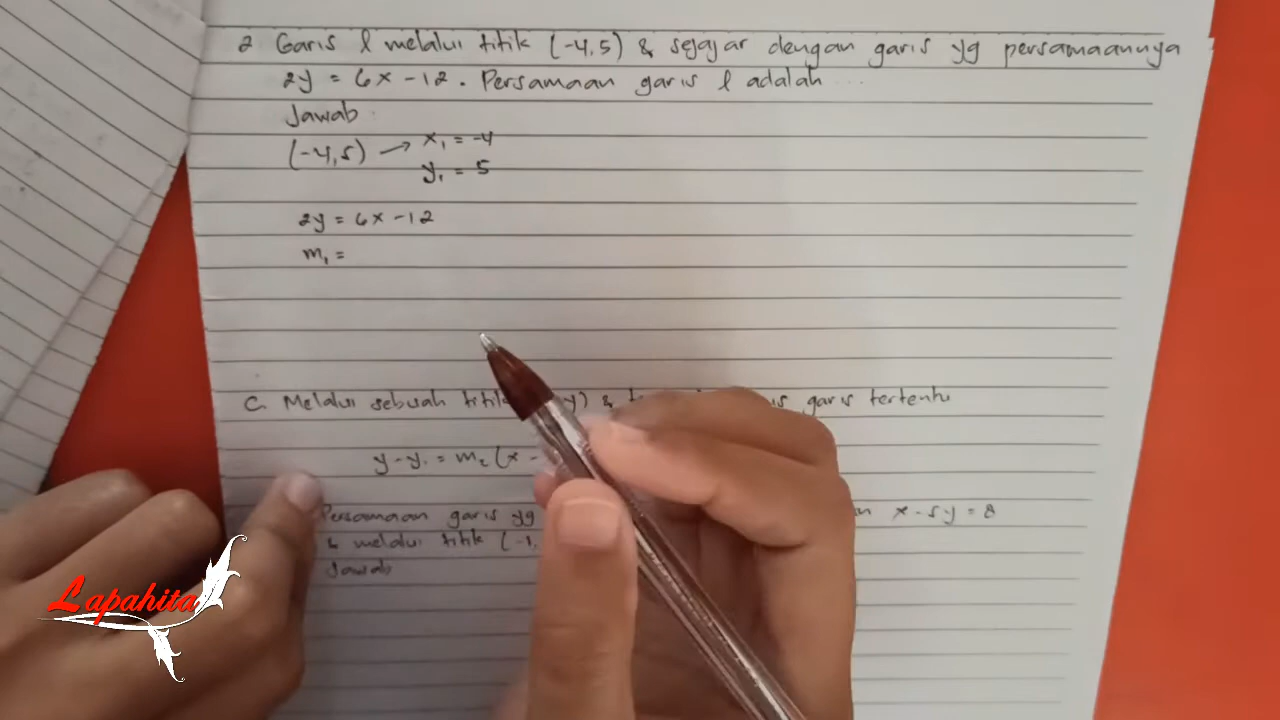 2 Garis l melalui titik (-4,5) & sejajar dengan garis yg persamaannya
2y = 6x -12. Persamaan garis l adalah ...
Jawab
(-4,5) → x₁ = -4
y₁ = 5
2y = 6x -12
m₁ =
C. Melalui sebuah y) & garis tertentu
y - y₁ = m₂ (x -
Persamaan garis yg x - 5y = 8
& melalui titik (-1,
Jawab
Lapahita